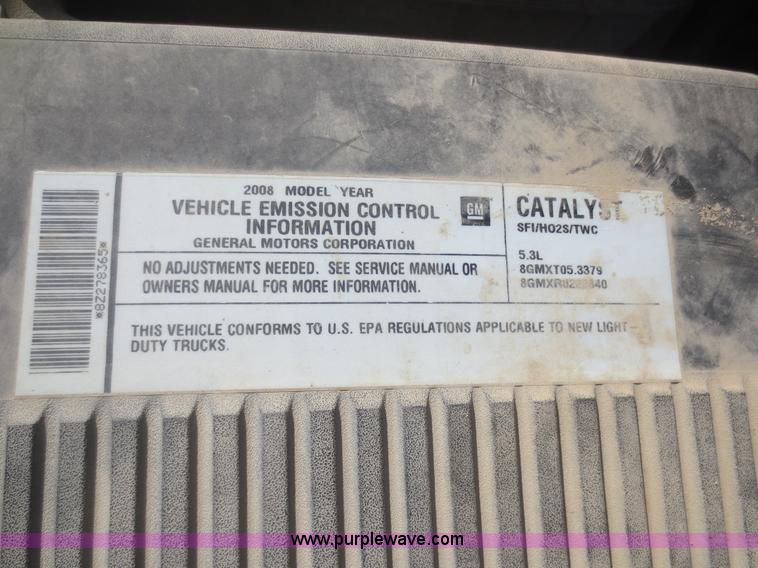 *8Z278365*
2008 MODEL YEAR
VEHICLE EMISSION CONTROL
INFORMATION
GENERAL MOTORS CORPORATION
GM
NO ADJUSTMENTS NEEDED. SEE SERVICE MANUAL OR
OWNERS MANUAL FOR MORE INFORMATION.
CATALYST
SFI/HO2S/TWC
5.3L
8GMXT05.3379
THIS VEHICLE CONFORMS TO U.S. EPA REGULATIONS APPLICABLE TO NEW LIGHT-
DUTY TRUCKS.
www.purplewave.com